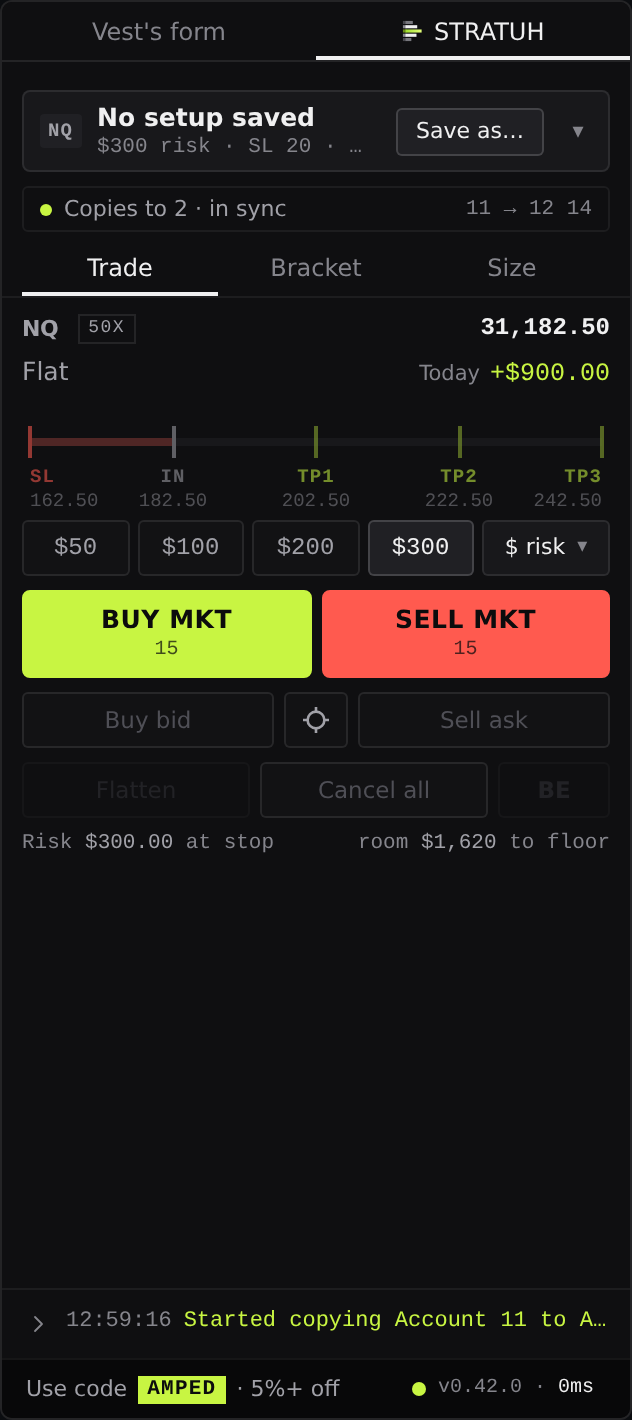 Vest's form STRATUH
NQ No setup saved Save as… ▼
$300 risk · SL 20 · …
Copies to 2 · in sync 11 → 12 14
Trade Bracket Size
NQ 50X 31,182.50
Flat Today +$900.00
SL IN TP1 TP2 TP3
162.50 182.50 202.50 222.50 242.50
$50 $100 $200 $300 $ risk ▼
BUY MKT SELL MKT
15 15
Buy bid Sell ask
Flatten Cancel all BE
Risk $300.00 at stop room $1,620 to floor
12:59:16 Started copying Account 11 to A…
Use code AMPED · 5%+ off v0.42.0 · 0ms